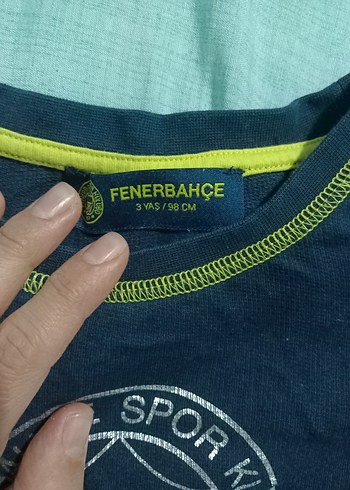 FENERBAHÇE
3 YAŞ / 98 CM
SPOR